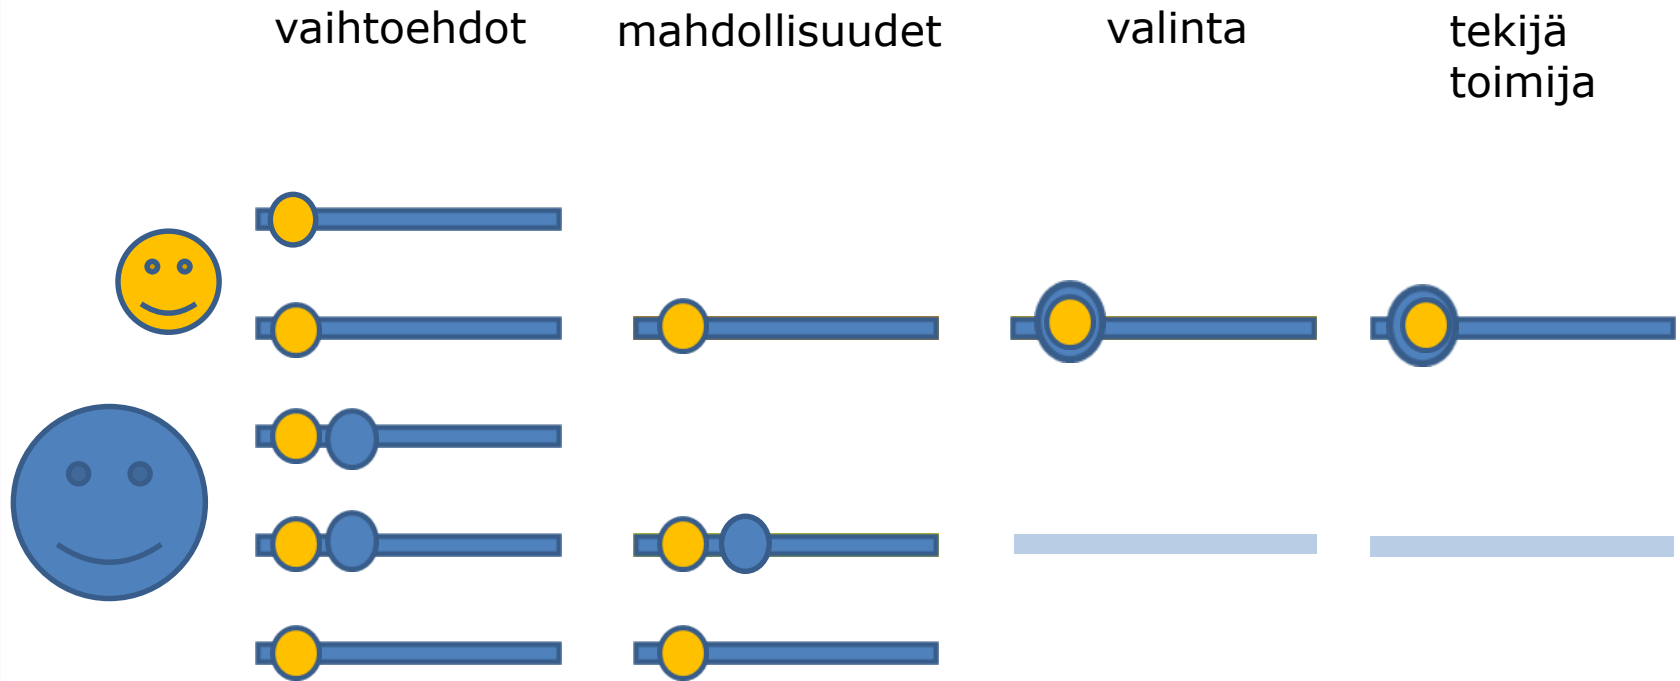 vaihtoehdot
mahdollisuudet
valinta
tekijä
toimija